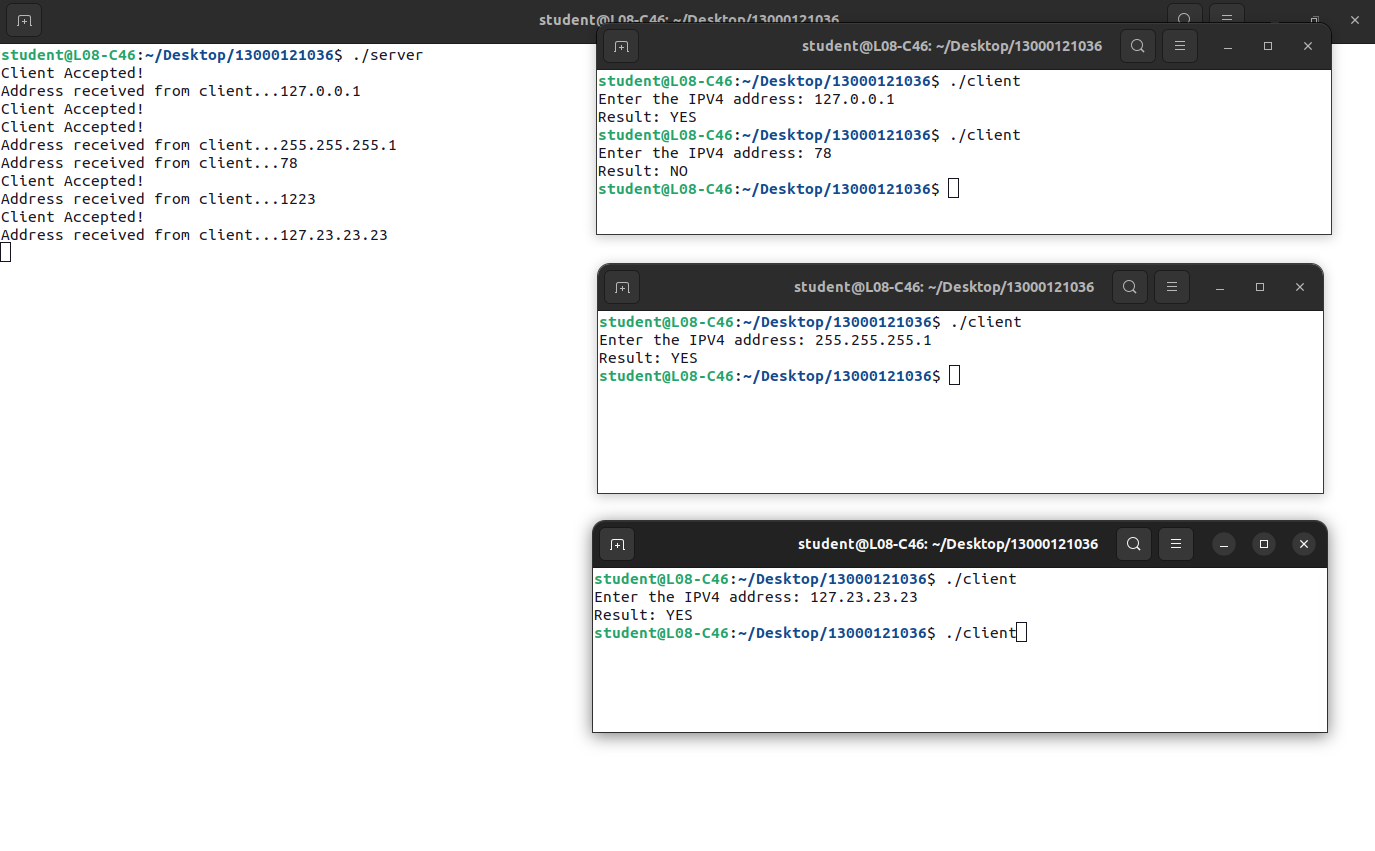 student@L08-C46: ~/Desktop/13000121036
student@L08-C46:~/Desktop/13000121036$ ./server
Client Accepted!
Address received from client...127.0.0.1
Client Accepted!
Client Accepted!
Address received from client...255.255.255.1
Address received from client...78
Client Accepted!
Address received from client...1223
Client Accepted!
Address received from client...127.23.23.23
student@L08-C46: ~/Desktop/13000121036
student@L08-C46:~/Desktop/13000121036$ ./client
Enter the IPV4 address: 127.0.0.1
Result: YES
student@L08-C46:~/Desktop/13000121036$ ./client
Enter the IPV4 address: 78
Result: NO
student@L08-C46:~/Desktop/13000121036$
student@L08-C46: ~/Desktop/13000121036
student@L08-C46:~/Desktop/13000121036$ ./client
Enter the IPV4 address: 255.255.255.1
Result: YES
student@L08-C46:~/Desktop/13000121036$
student@L08-C46: ~/Desktop/13000121036
student@L08-C46:~/Desktop/13000121036$ ./client
Enter the IPV4 address: 127.23.23.23
Result: YES
student@L08-C46:~/Desktop/13000121036$ ./client